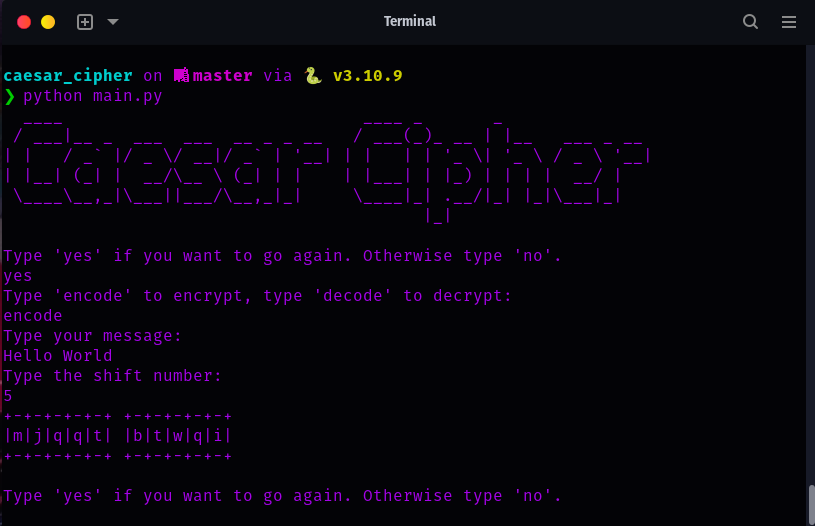 Terminal
caesar_cipher on master via 🐍 v3.10.9
❯ python main.py
Caesar Cipher
Type 'yes' if you want to go again. Otherwise type 'no'.
yes
Type 'encode' to encrypt, type 'decode' to decrypt:
encode
Type your message:
Hello World
Type the shift number:
5
+-+-+-+-+-+ +-+-+-+-+-+
|m|j|q|q|t| |b|t|w|q|i|
+-+-+-+-+-+ +-+-+-+-+-+
Type 'yes' if you want to go again. Otherwise type 'no'.